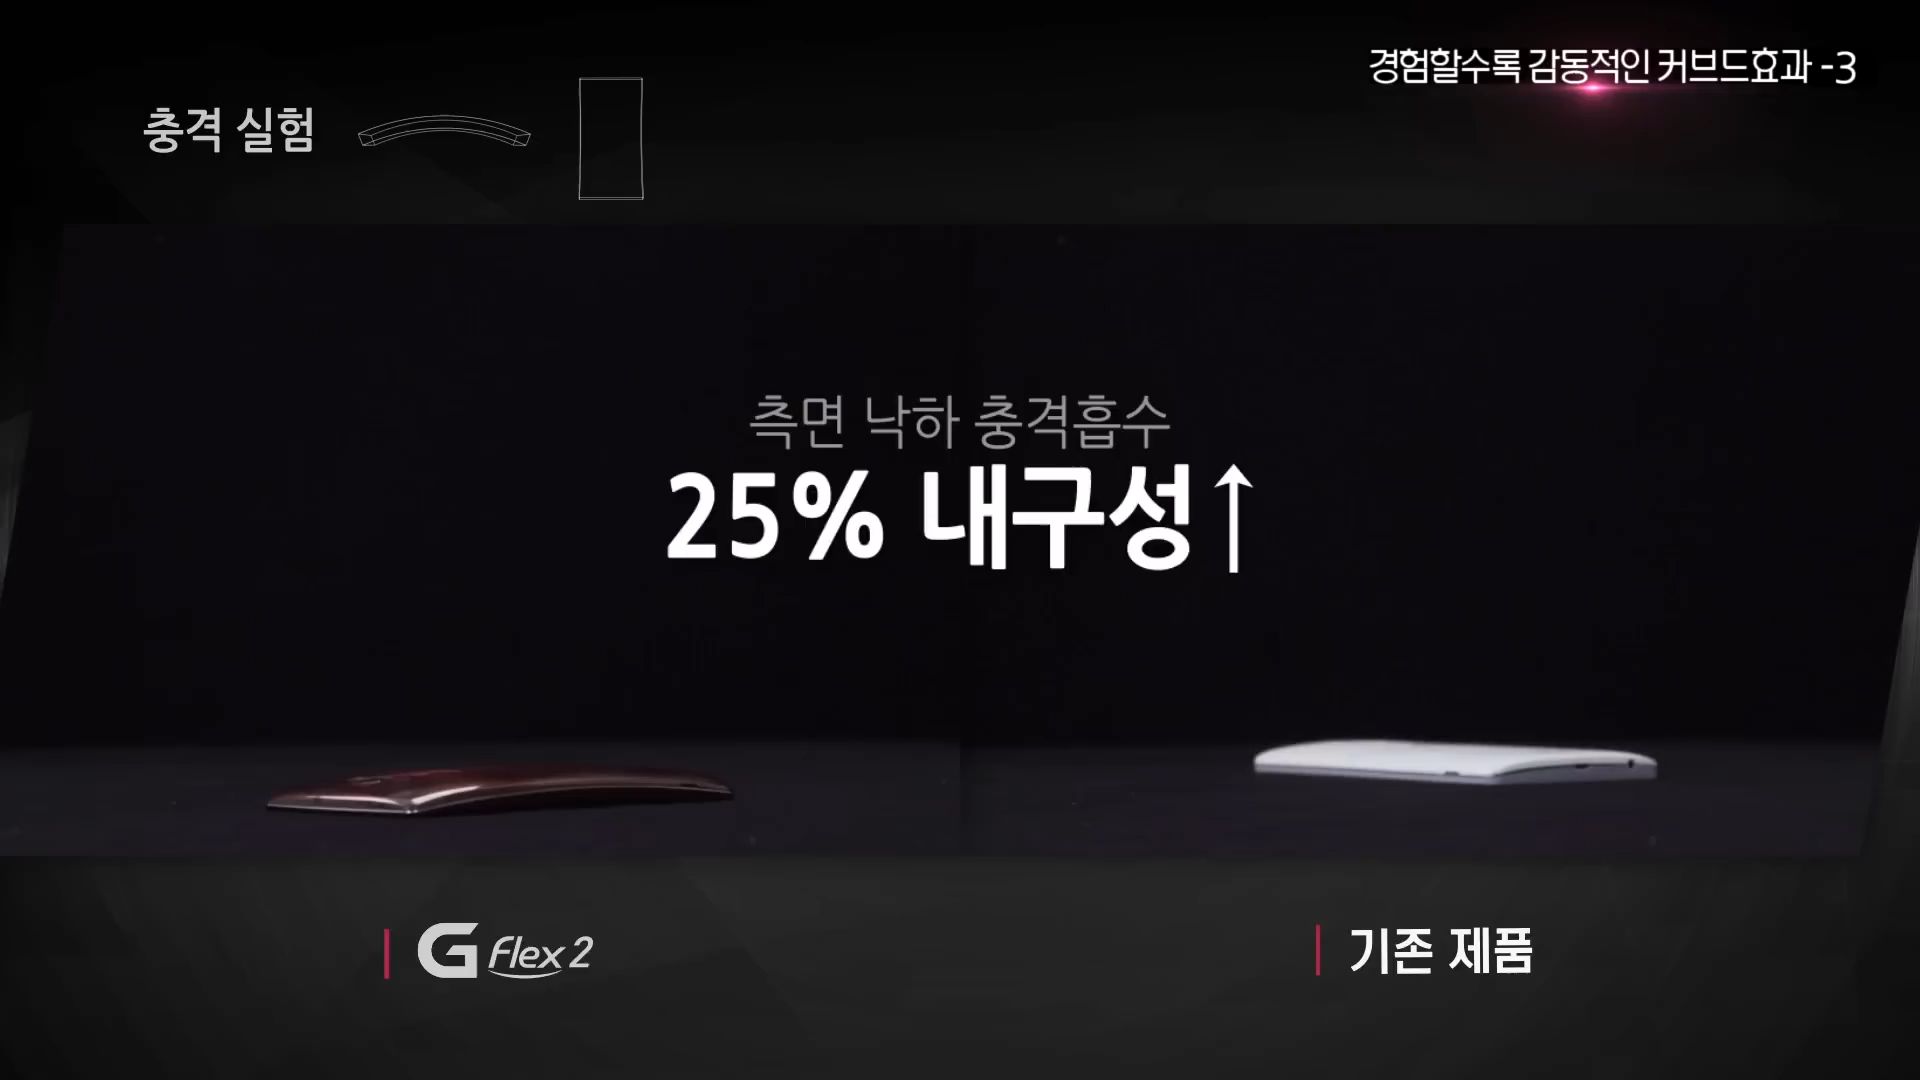 경험할수록 감동적인 커브드효과 -3
충격 실험
측면 낙하 충격흡수
25% 내구성↑
G Flex 2
기존 제품